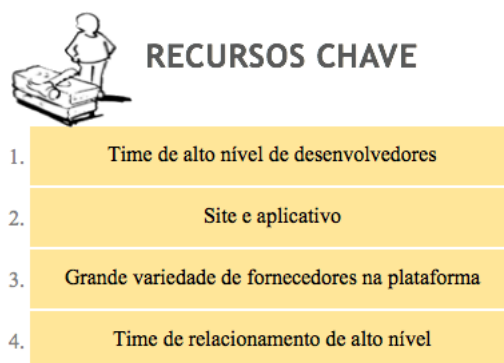 RECURSOS CHAVE
1. Time de alto nível de desenvolvedores
2. Site e aplicativo
3. Grande variedade de fornecedores na plataforma
4. Time de relacionamento de alto nível